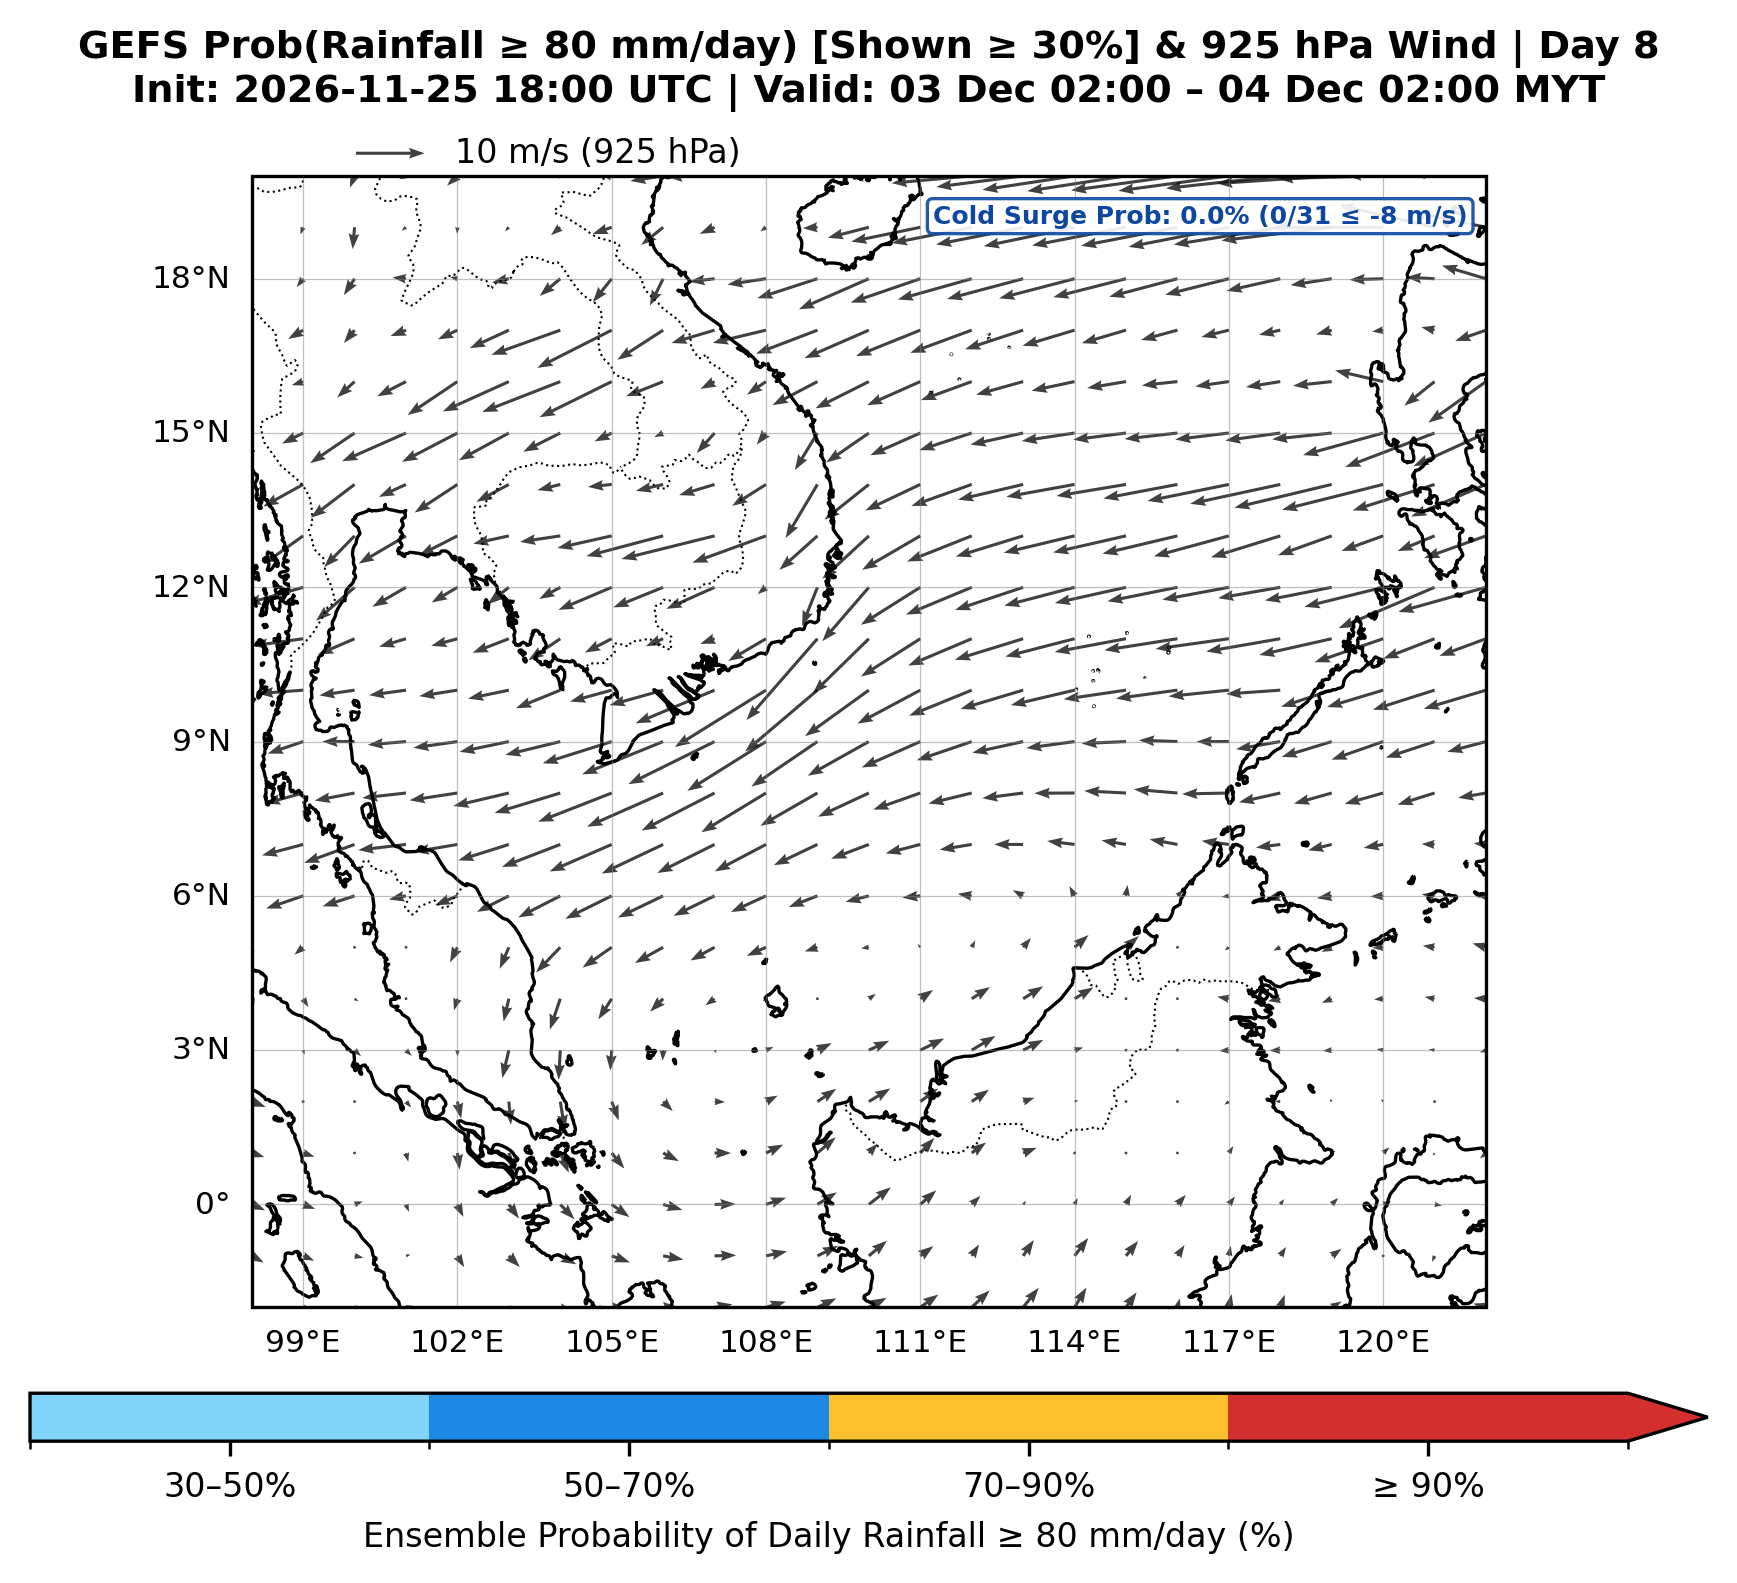 GEFS Prob(Rainfall ≥ 80 mm/day) [Shown ≥ 30%] & 925 hPa Wind | Day 8
Init: 2026-11-25 18:00 UTC | Valid: 03 Dec 02:00 – 04 Dec 02:00 MYT
10 m/s (925 hPa)
Cold Surge Prob: 0.0% (0/31 ≤ -8 m/s)
18°N
15°N
12°N
9°N
6°N
3°N
0°
99°E 102°E 105°E 108°E 111°E 114°E 117°E 120°E
30–50% 50–70% 70–90% ≥ 90%
Ensemble Probability of Daily Rainfall ≥ 80 mm/day (%)